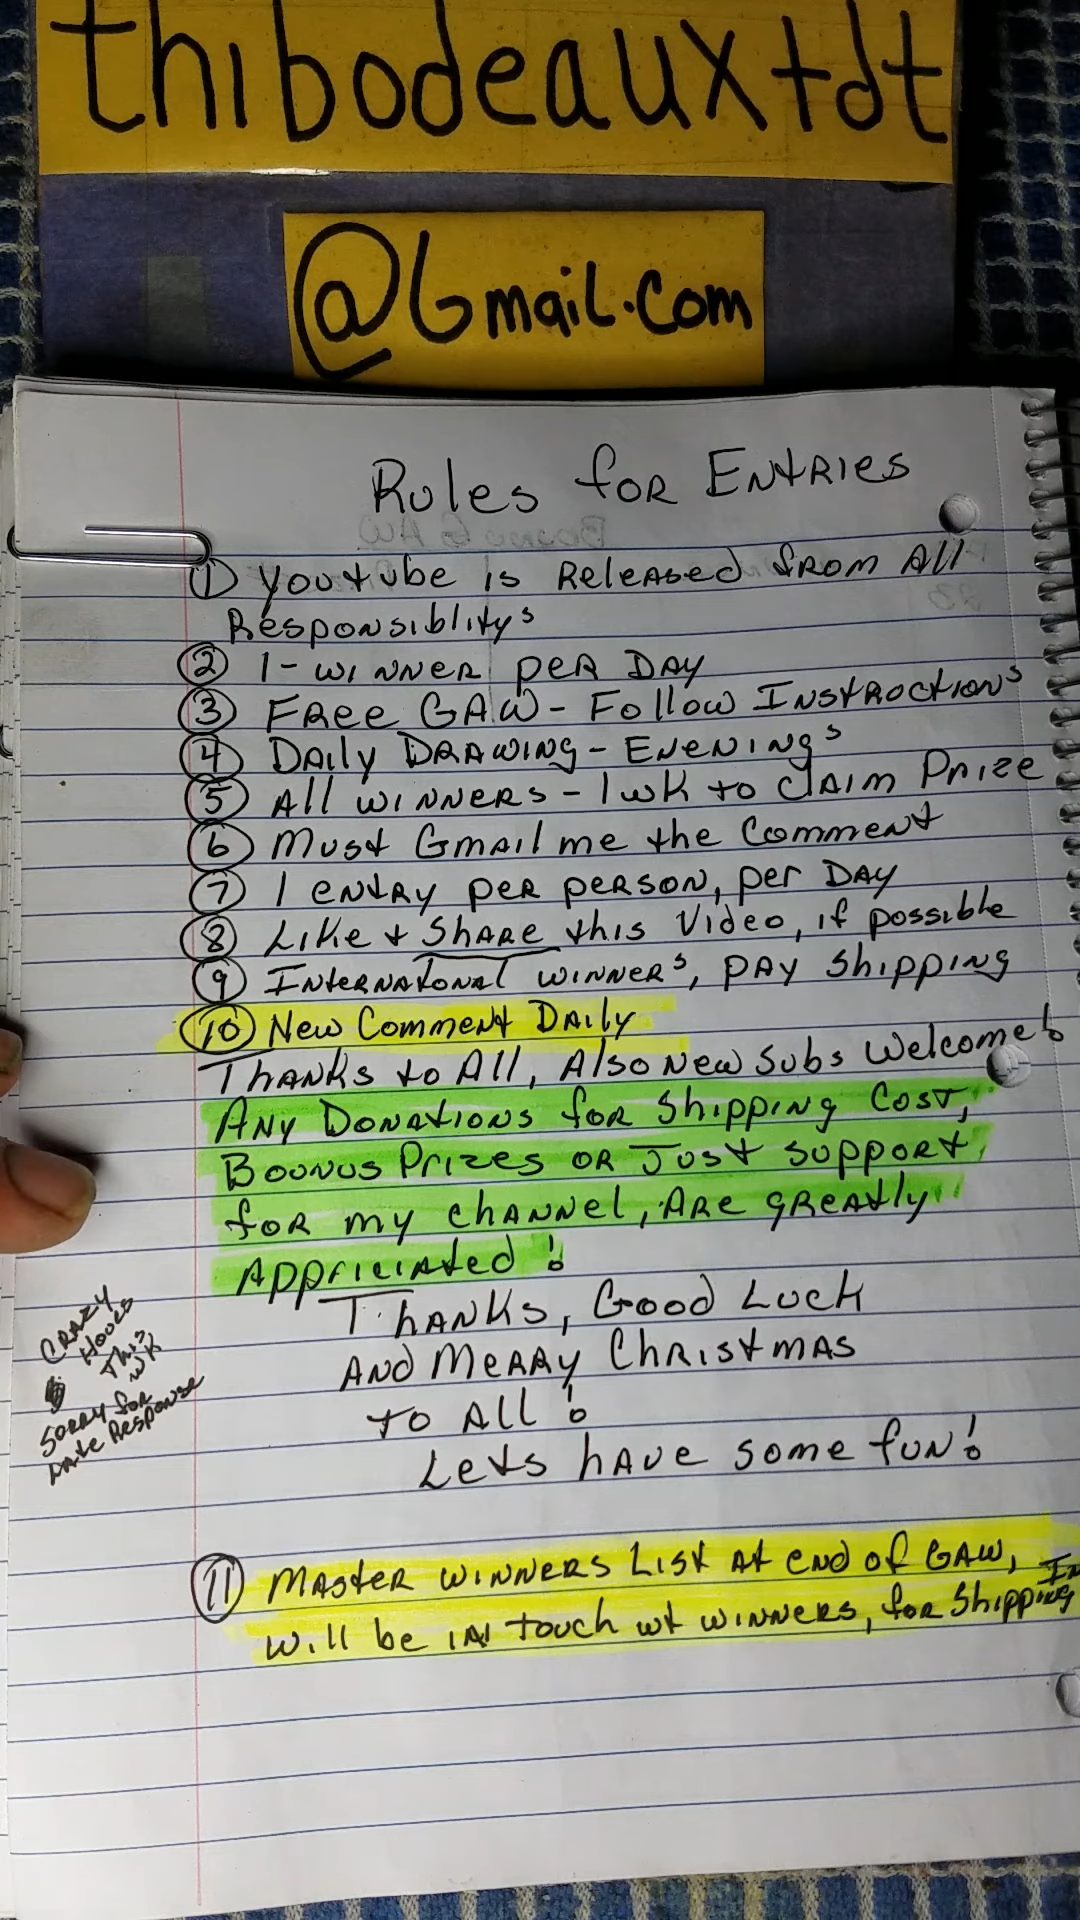 thibodeauxtdt
@Gmail.com
Rules for Entries
① Youtube is Released from All
Responsiblitys
② 1-winner per Day
③ Free GAW - Follow Instructions
④ Daily Drawing - Evenings
⑤ All winners - 1 wk to claim Prize
⑥ Must Gmail me the Comment
⑦ 1 entry per person, per Day
⑧ Like + Share this Video, if possible
⑨ Internatonal winners, pay shipping
⑩ New Comment Daily
Thanks to All, Also New Subs Welcome!
Any Donations for Shipping Cost,
Boonus Prizes or Just support
for my channel, Are greatly
Appriciated!
Thanks, Good Luck
And Merry Christmas
to All!
Lets have some fun!
Crazy
Hours
This
wk
Sorry for
Late Response
⑪ Master winners List At end of GAW,
will be in touch wt winners, for Shipping